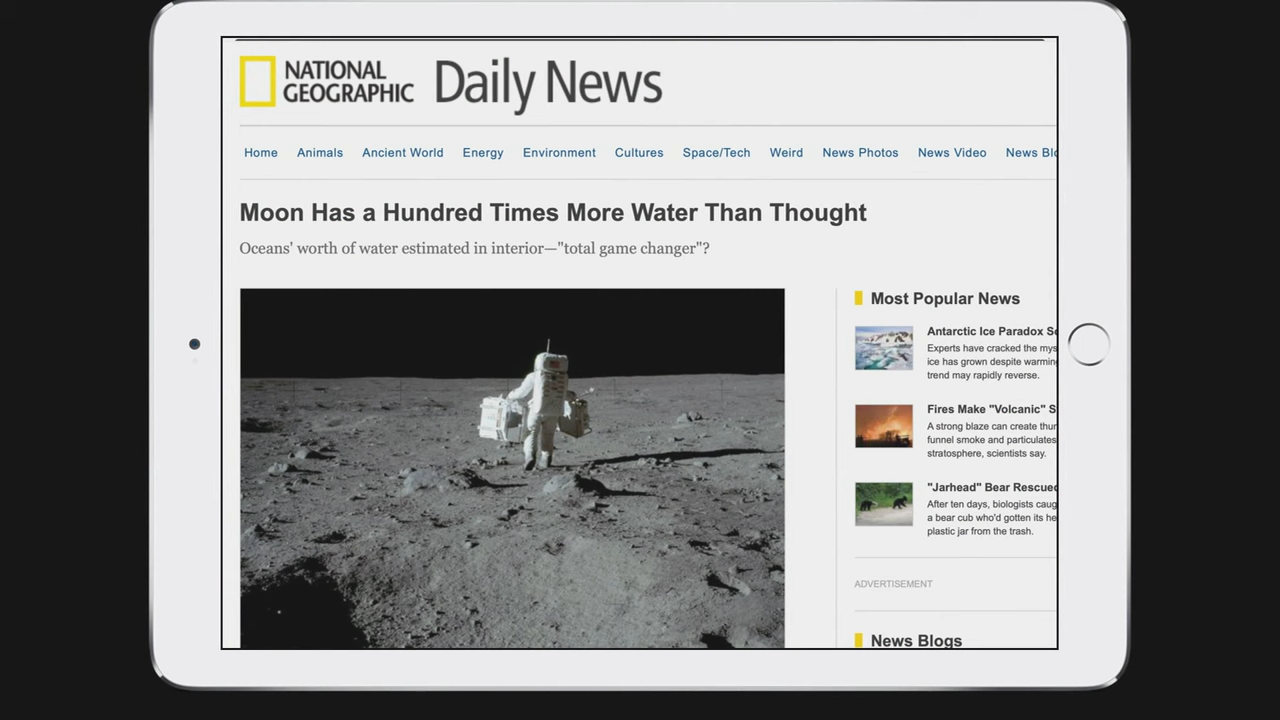 NATIONAL
GEOGRAPHIC
Daily News
Home Animals Ancient World Energy Environment Cultures Space/Tech Weird News Photos News Video News
Moon Has a Hundred Times More Water Than Thought
Oceans' worth of water estimated in interior—"total game changer"?
Most Popular News
Antarctic Ice Paradox
Experts have cracked the
ice has grown despite
trend may rapidly reverse.
Fires Make "Volcanic"
A strong blaze can create
funnel smoke and particulates
stratosphere, scientists say.
"Jarhead" Bear Rescued
After ten days, biologists
a bear cub who'd gotten its
plastic jar from the trash.
ADVERTISEMENT
News Blogs